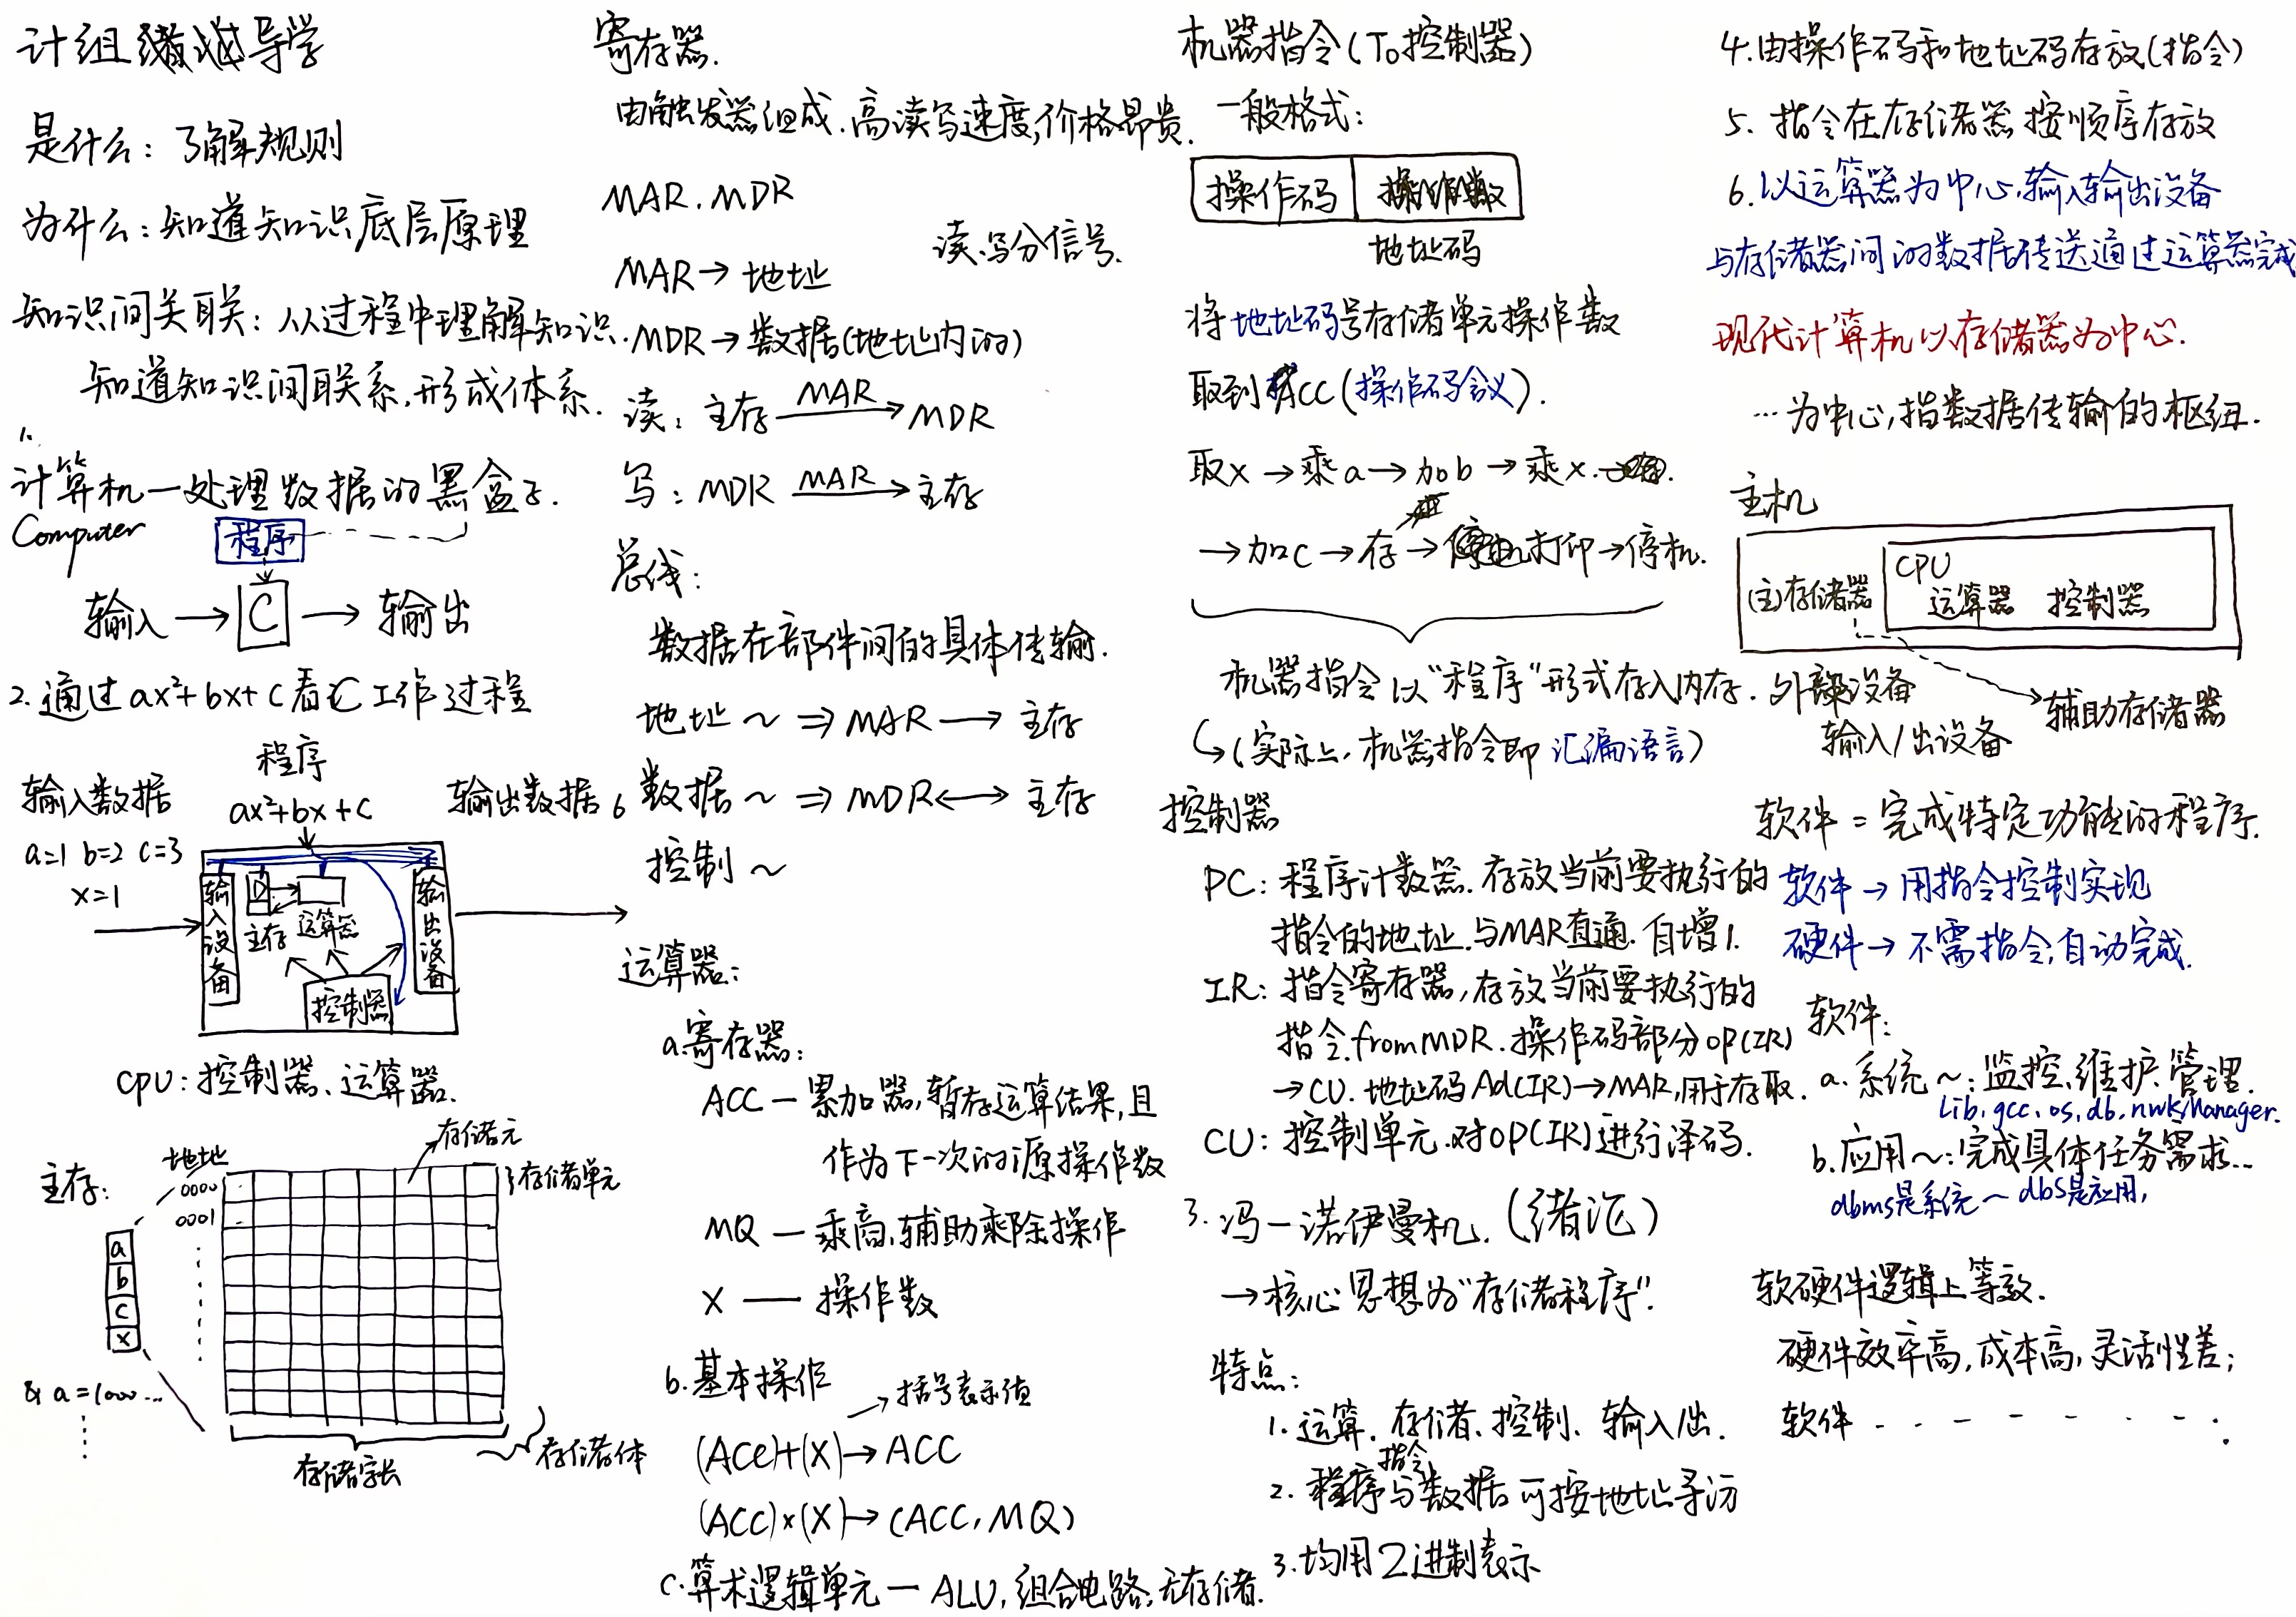 计组导学
是什么：了解规则
为什么：知道知识底层原理
知识间关联：从过程中理解知识.
知道知识间联系,形成体系.
1.
计算机—处理数据的黑盒子.
Computer
程序
输入 → C → 输出
2.通过ax²+bx+c看C工作过程
程序
输入数据
ax²+bx+c
输出数据 6
a=1 b=2 c=3
x=1
输入设备
主存
运算器
输出设备
控制器
CPU:控制器、运算器.
主存:
地址
存储元
存储单元
0000
0001
a
b
c
x
& a=1000...
存储字长
存储体
寄存器.
由触发器组成.高读写速度,价格昂贵.
MAR.MDR
读.写分信号.
MAR→地址
MDR→数据(地址内的)
读：主存 MAR→ MDR
写：MDR MAR→ 主存
总线：
数据在部件间的具体传输.
地址～⇒MAR→主存
数据～⇒MDR↔主存
控制～
运算器：
a.寄存器：
ACC—累加器,暂存运算结果,且
作为下一次的源操作数
MQ—乘商,辅助乘除操作
X——操作数
b.基本操作
→括号表示值
(ACC)+(X)→ACC
(ACC)×(X)→(ACC,MQ)
c.算术逻辑单元—ALU,组合电路,无存储.
机器指令(To控制器)
一般格式：
操作码
地址码
将地址码号存储单元操作数
取到ACC(操作码含义).
取x→乘a→加b→乘x.
→加c→存→打印→停机.
机器指令以“程序”形式存入内存.
↳(实际上,机器指令即汇编语言)
控制器
PC：程序计数器.存放当前要执行的
指令的地址.与MAR直通.自增1.
IR：指令寄存器,存放当前要执行的
指令.fromMDR.操作码部分OP(IR)
→CU.地址码Ad(IR)→MAR,用于存取.
CU：控制单元.对OP(IR)进行译码.
3.冯—诺伊曼机.(绪论)
→核心思想为“存储程序”.
特点：
1.运算.存储、控制、输入/出.
指令
2.程序与数据可按地址寻访
3.均用2进制表示
4.由操作码和地址码存放(指令)
5.指令在存储器按顺序存放
6.以运算器为中心.输入输出设备
与存储器间的数据传送通过运算器完成
现代计算机以存储器为中心.
...为中心,指数据传输的枢纽.
主机
CPU
(主)存储器
运算器 控制器
外部设备
辅助存储器
输入/出设备
软件=完成特定功能的程序.
软件→用指令控制实现
硬件→不需指令,自动完成.
软件：
a.系统～：监控.维护.管理.
Lib,gcc,os,db,nwkManager.
b.应用～：完成具体任务需求...
dbms是系统～dbs是应用,
软硬件逻辑上等效.
硬件效率高,成本高,灵活性差；
软件 - - - - - - - .